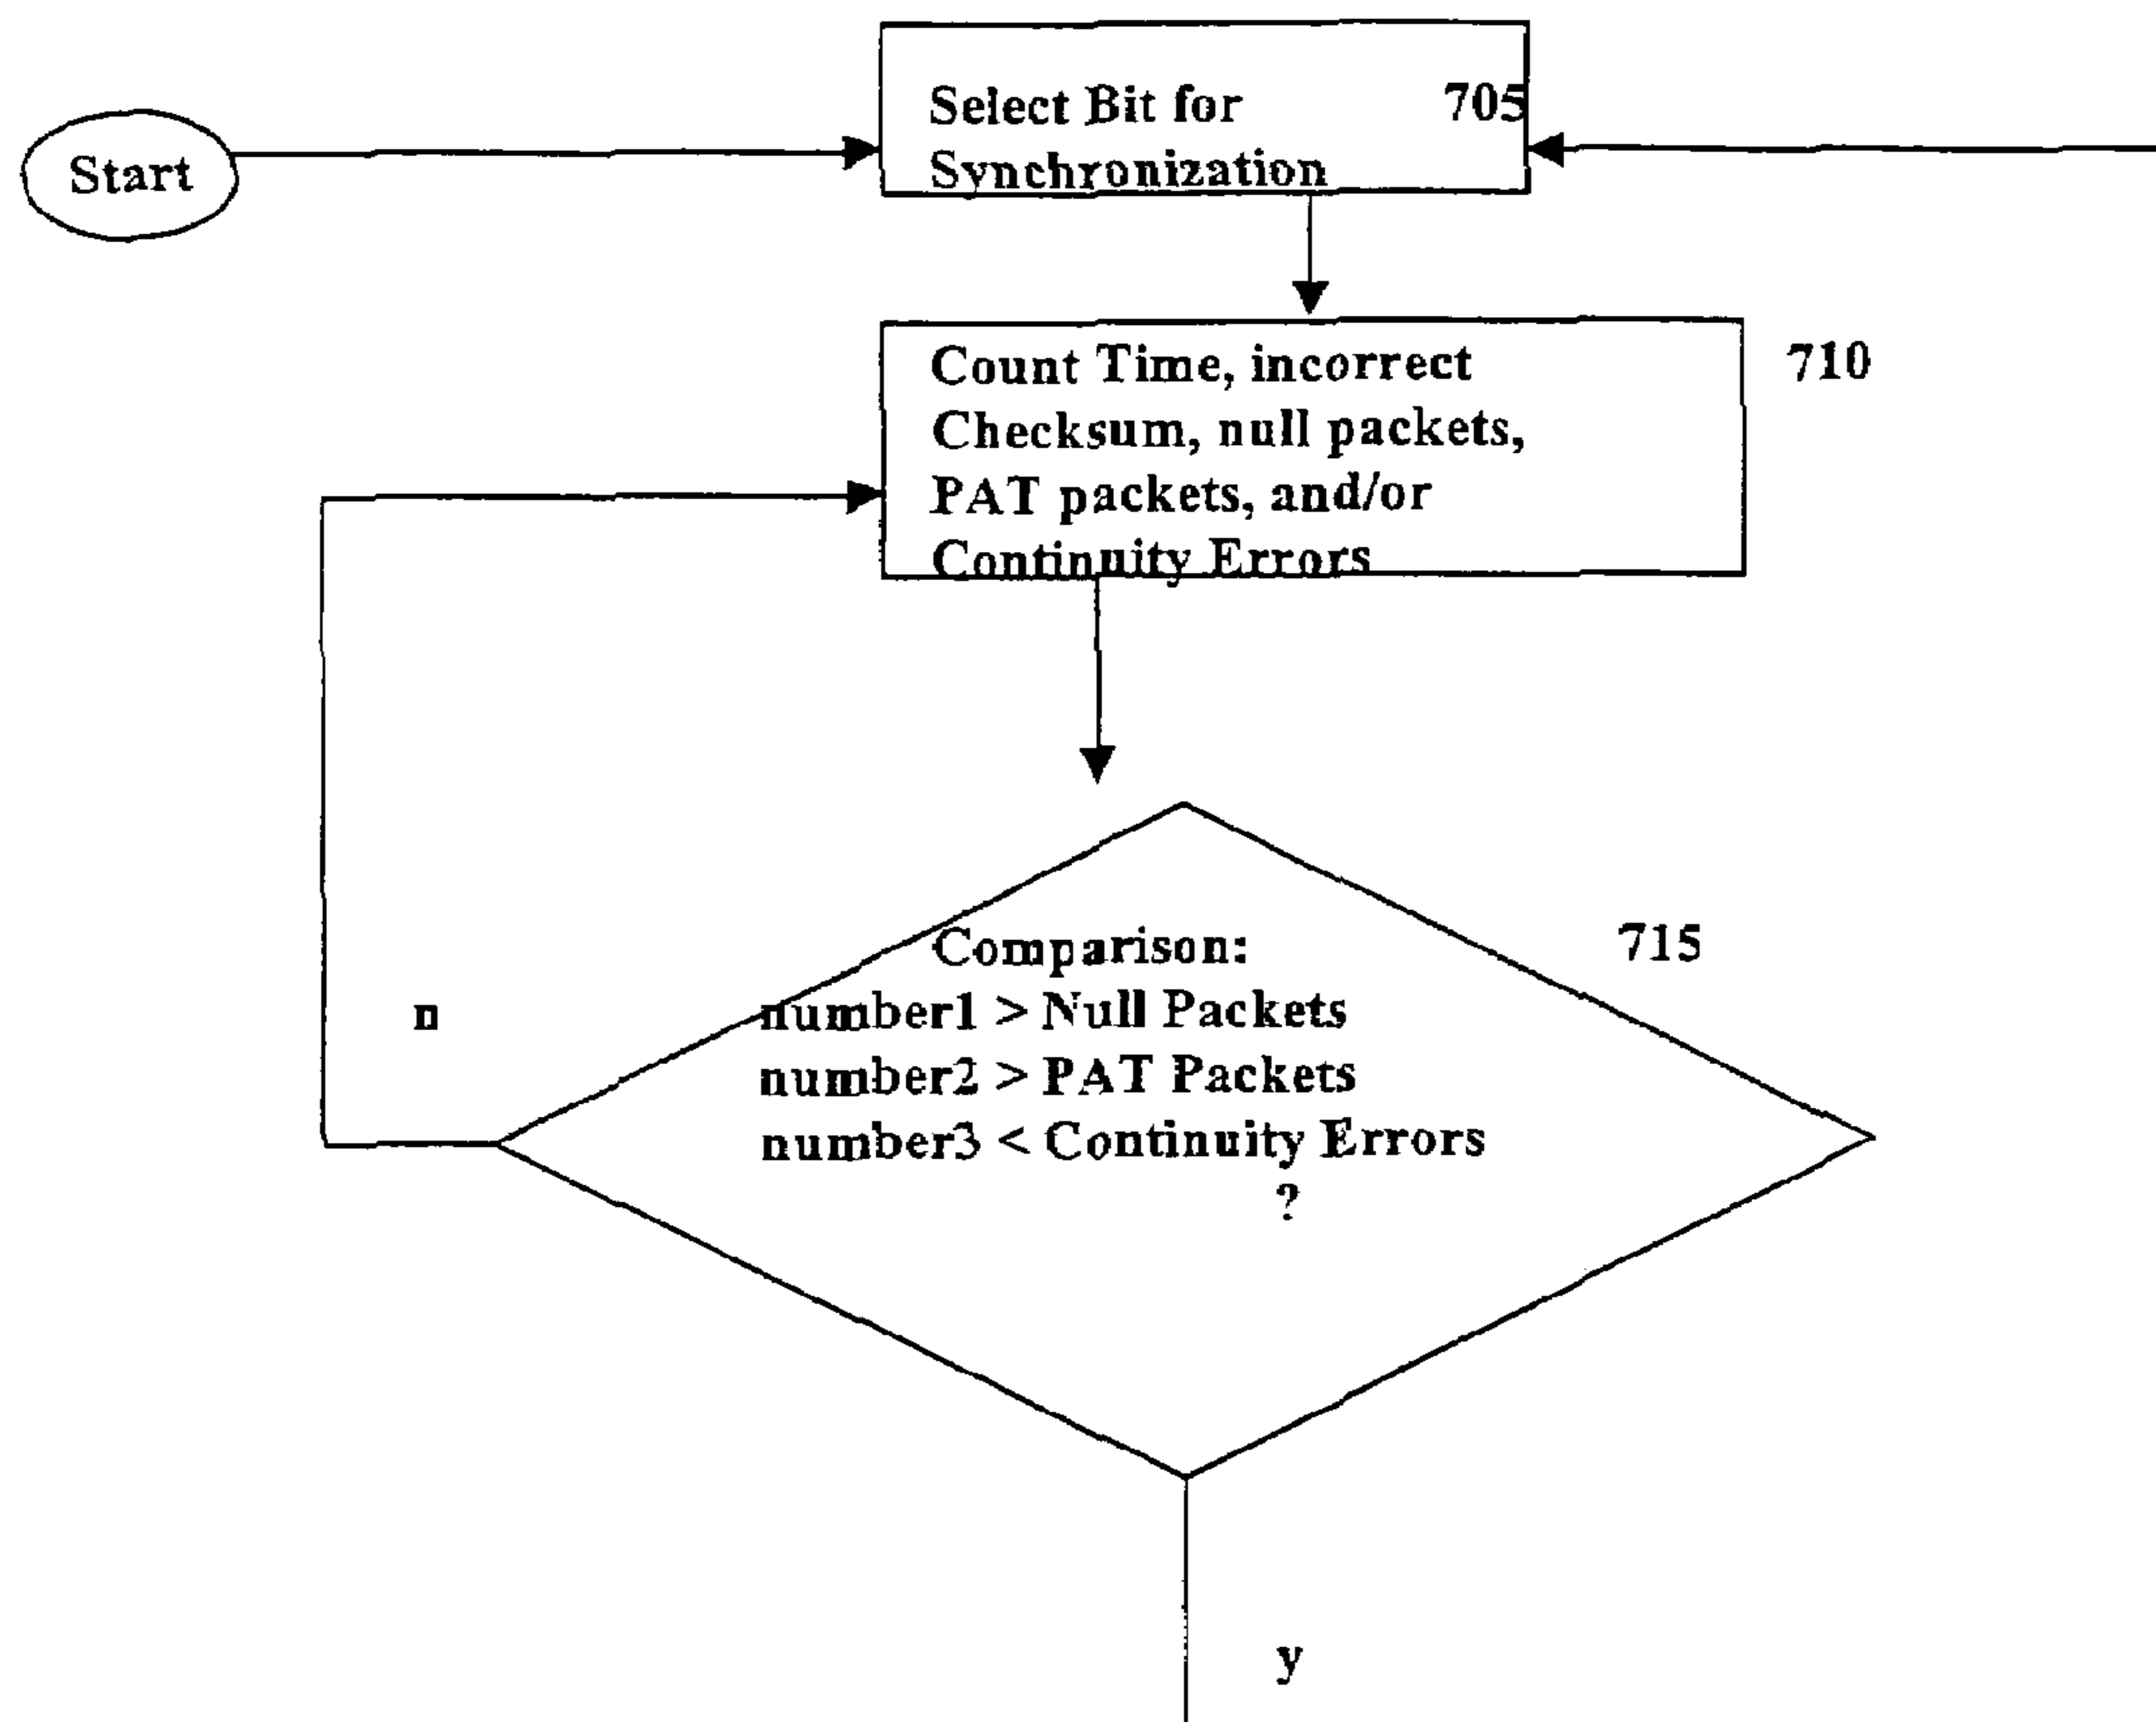 Start
Select Bit for 705
Synchronization
Count Time, incorrect 710
Checksum, null packets,
PAT packets, and/or
Continuity Errors
Comparison: 715
number1 > Null Packets
n
number2 > PAT Packets
number3 < Continuity Errors
?
y